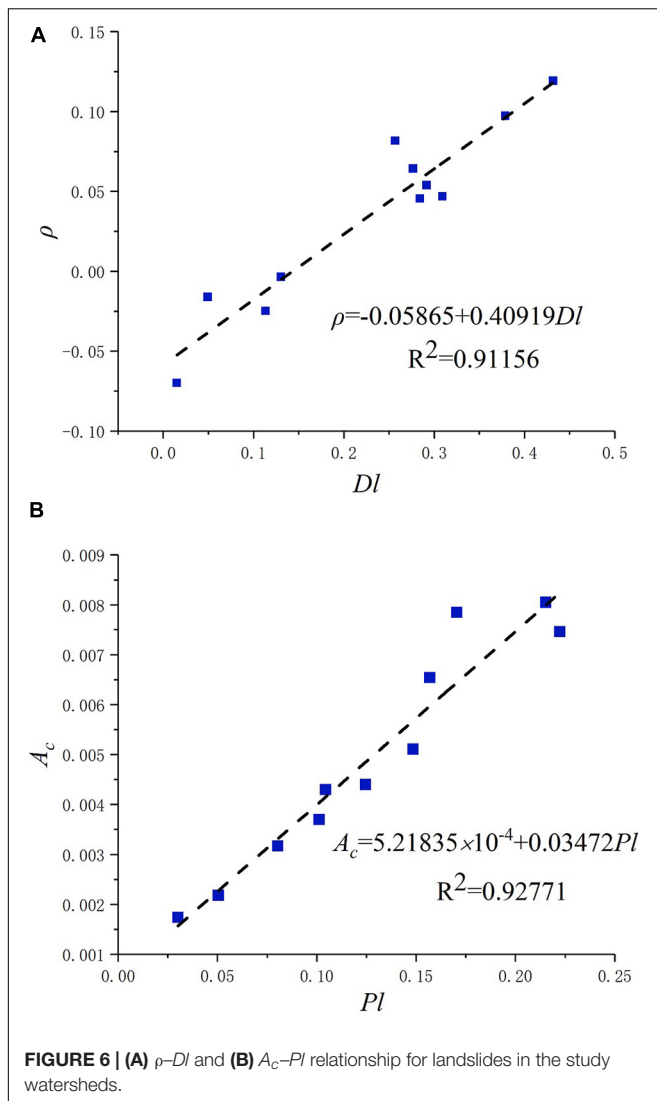 A
0.15
0.10
0.05
0.00
-0.05
-0.10
ρ
ρ=-0.05865+0.40919Dl
R²=0.91156
0.0 0.1 0.2 0.3 0.4 0.5
Dl
B
0.009
0.008
0.007
0.006
0.005
0.004
0.003
0.002
0.001
A_c
A_c=5.21835×10⁻⁴+0.03472Pl
R²=0.92771
0.00 0.05 0.10 0.15 0.20 0.25
Pl
FIGURE 6 | (A) ρ–Dl and (B) A_c–Pl relationship for landslides in the study
watersheds.